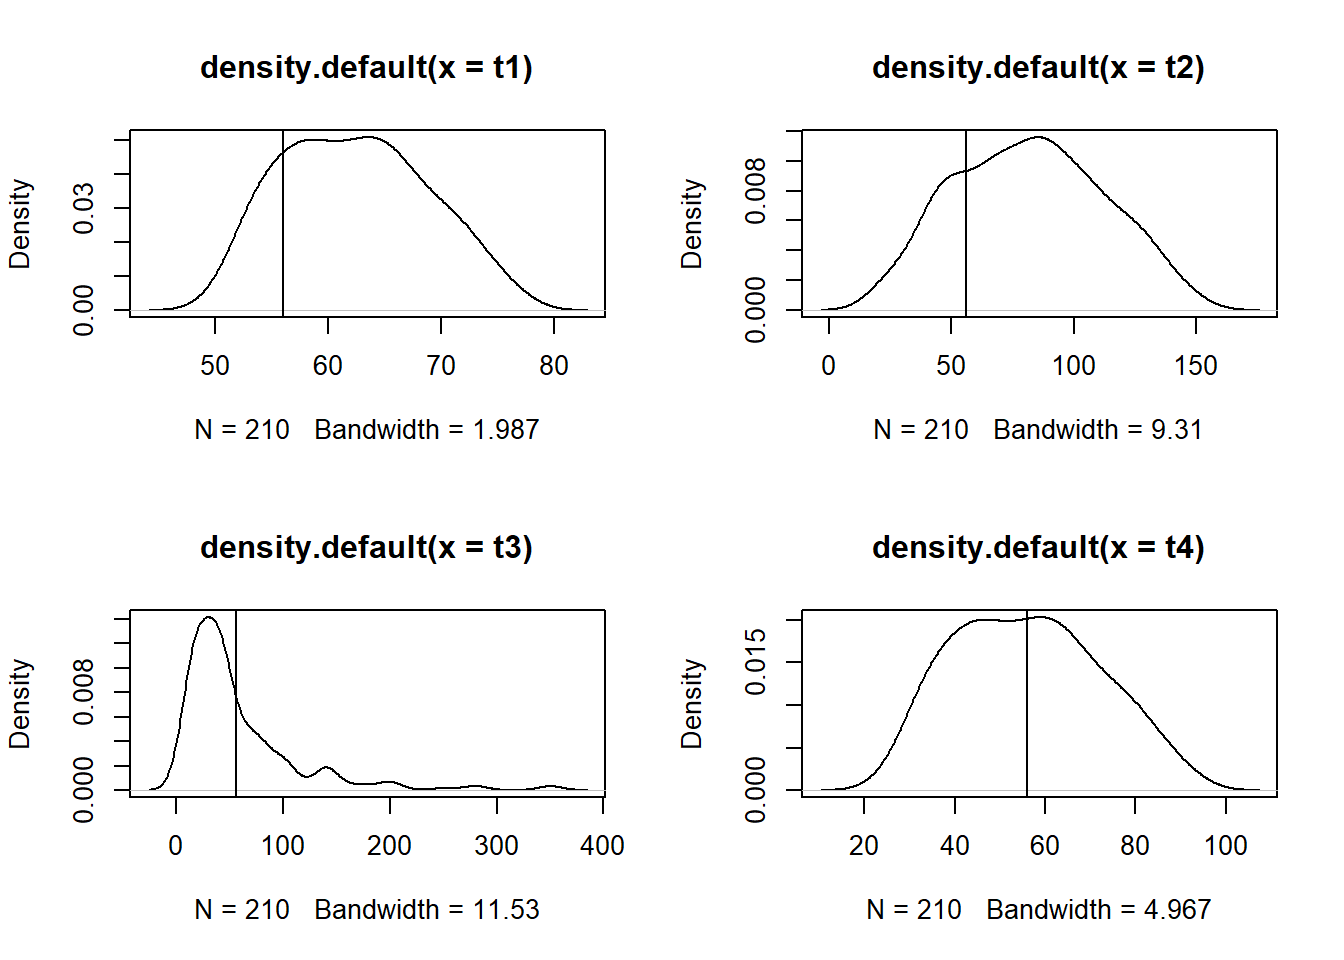 density.default(x = t1)
Density
0.00
0.03
50 60 70 80
N = 210 Bandwidth = 1.987
density.default(x = t2)
Density
0.000
0.008
0 50 100 150
N = 210 Bandwidth = 9.31
density.default(x = t3)
Density
0.000
0.008
0 100 200 300 400
N = 210 Bandwidth = 11.53
density.default(x = t4)
Density
0.000
0.015
20 40 60 80 100
N = 210 Bandwidth = 4.967